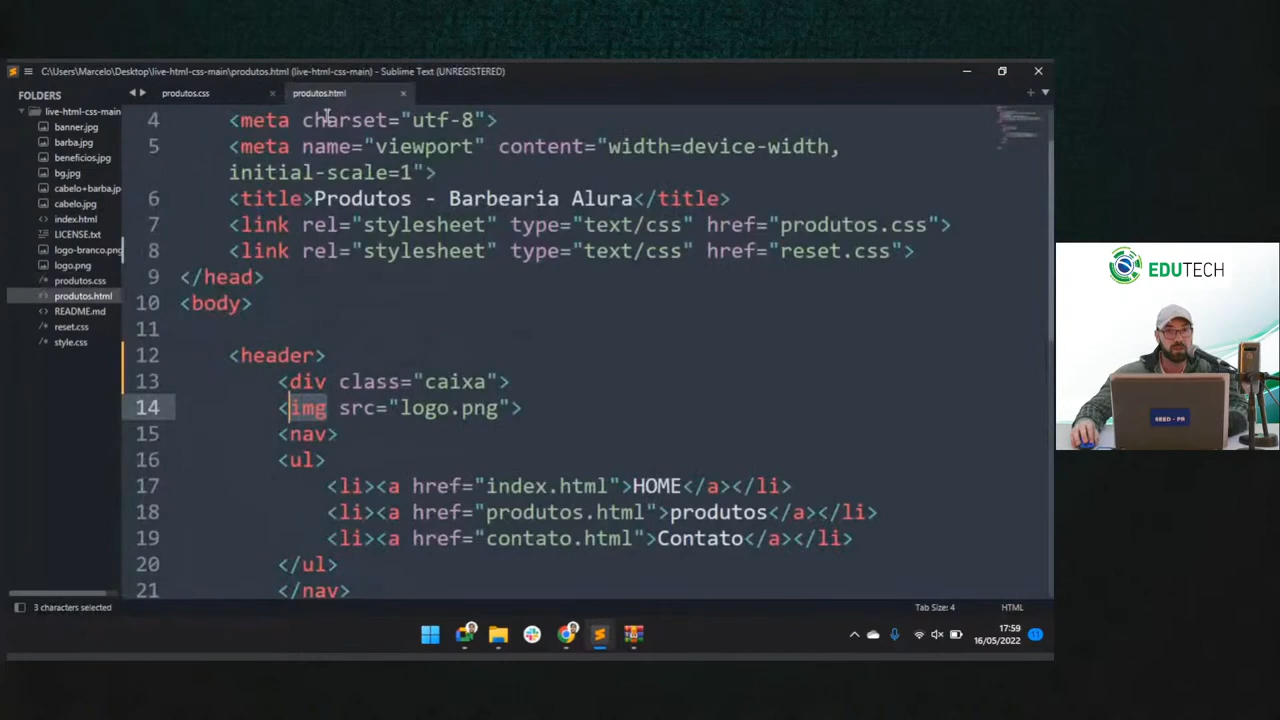 C:\Users\Marcelo\Desktop\live-html-css-main\produtos.html (live-html-css-main) - Sublime Text (UNREGISTERED)
FOLDERS
live-html-css-main
banner.jpg
barba.jpg
beneficios.jpg
bg.jpg
cabelo+barba.jp
cabelo.jpg
index.html
LICENSE.txt
logo-branco.png
logo.png
produtos.css
produtos.html
README.md
reset.css
style.css
produtos.css
produtos.html
4 <meta charset="utf-8">
5 <meta name="viewport" content="width=device-width,
initial-scale=1">
6 <title>Produtos - Barbearia Alura</title>
7 <link rel="stylesheet" type="text/css" href="produtos.css">
8 <link rel="stylesheet" type="text/css" href="reset.css">
9 </head>
10 <body>
11
12 <header>
13 <div class="caixa">
14 <img src="logo.png">
15 <nav>
16 <ul>
17 <li><a href="index.html">HOME</a></li>
18 <li><a href="produtos.html">produtos</a></li>
19 <li><a href="contato.html">Contato</a></li>
20 </ul>
21 </nav>
3 characters selected
Tab Size: 4
HTML
17:59
16/05/2022
EDUTECH
SEED - PR